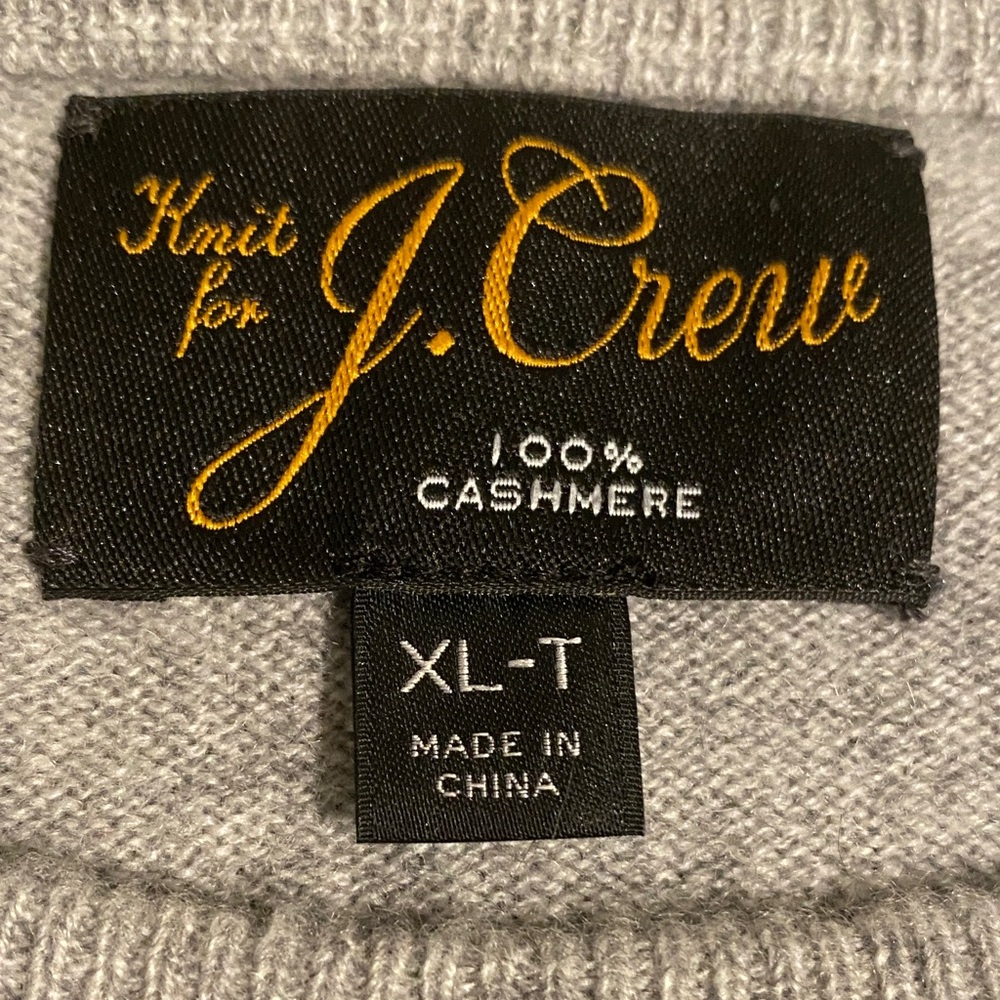 Knit
for
J. Crew
100%
CASHMERE
XL-T
MADE IN
CHINA